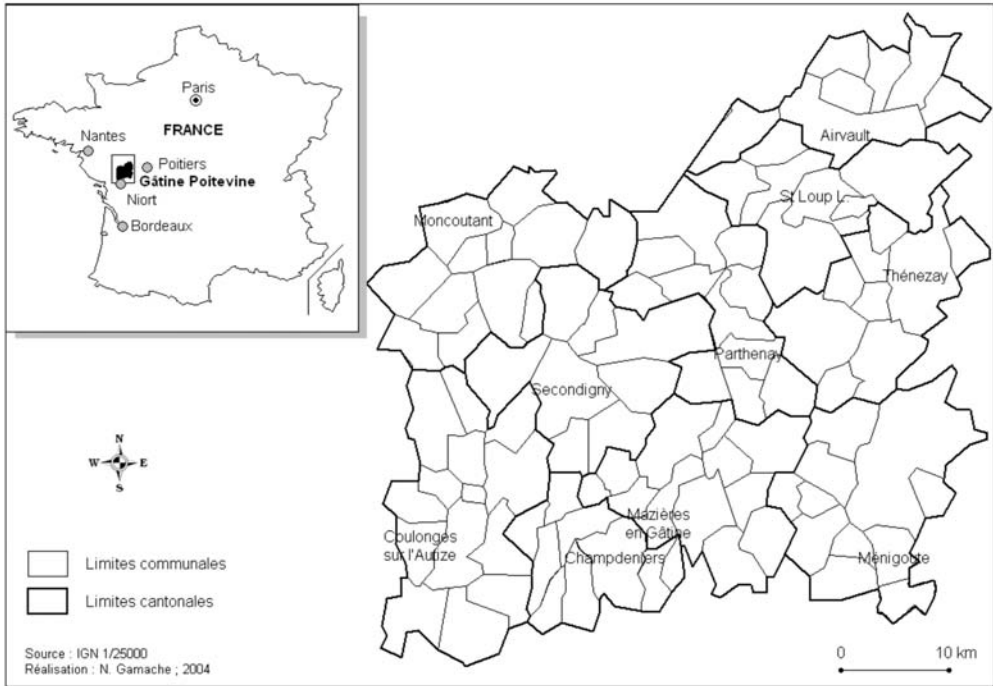 Paris
FRANCE
Nantes
Poitiers
Gâtine Poitevine
Niort
Bordeaux
Airvault
St Loup L.
Moncoutant
Thénezay
Parthenay
Secondigny
N
W E
S
Mazières
en Gâtine
Coulonges
sur l'Autize
Champdeniers
Ménigoute
Limites communales
Limites cantonales
Source : IGN 1/25000
Réalisation : N. Gamache ; 2004
0 10 km